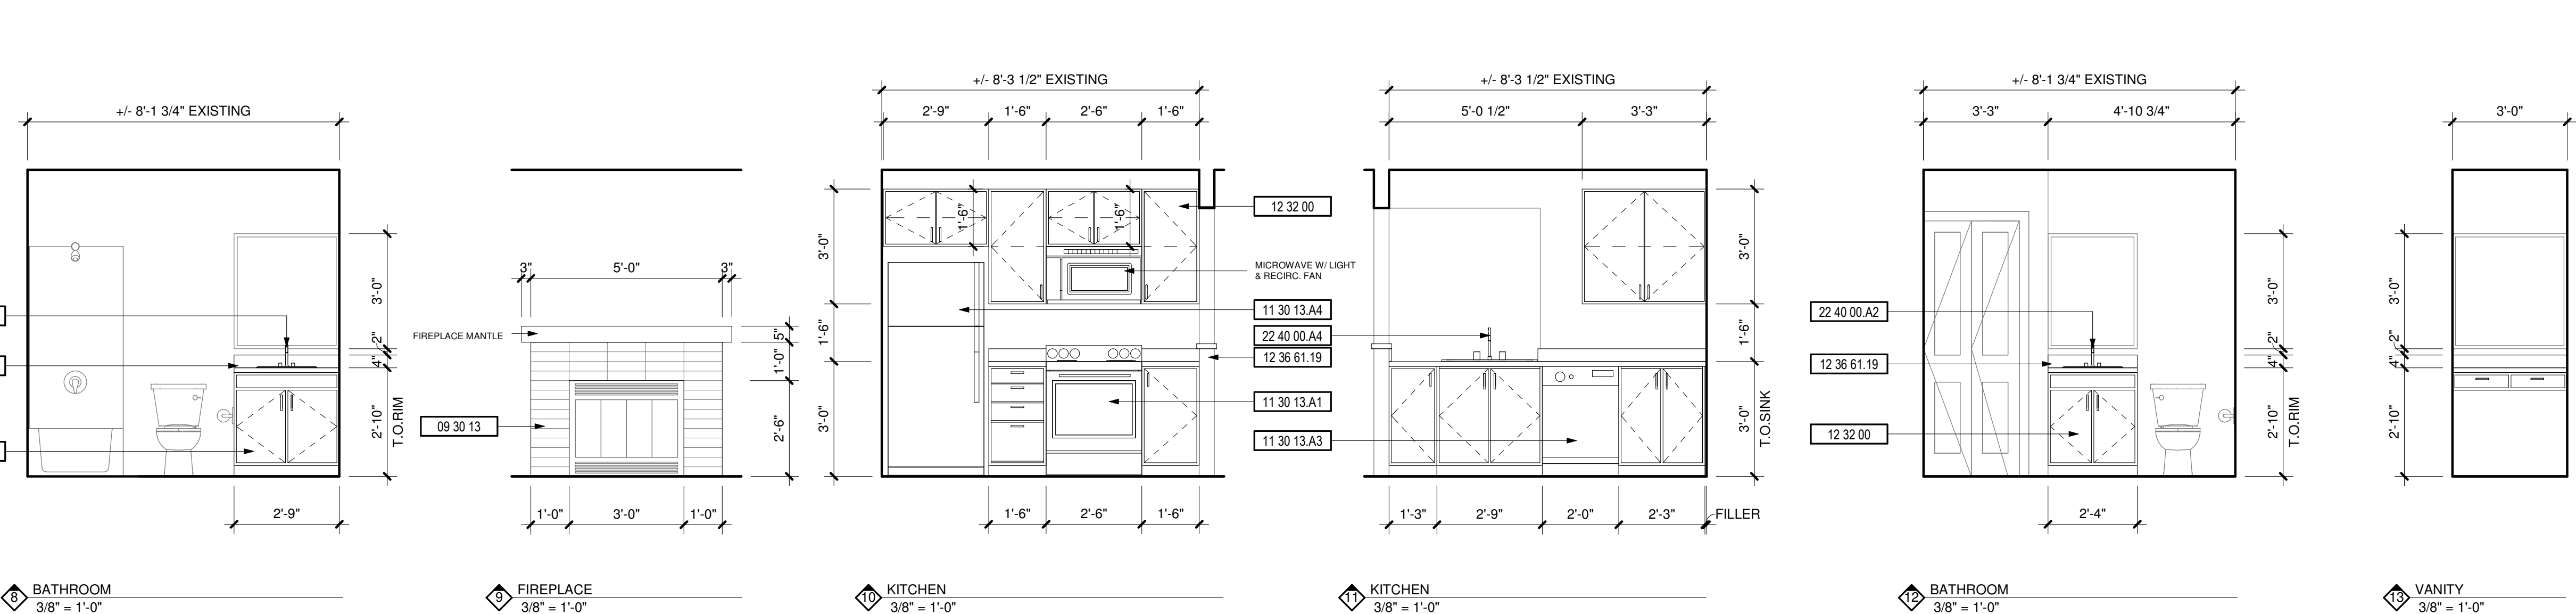 +/- 8'-1 3/4" EXISTING
3'-0"
2"
4"
2'-10"
T.O.RIM
2'-9"
8
BATHROOM
3/8" = 1'-0"
3"
5'-0"
3"
FIREPLACE MANTLE
5"
1'-0"
2'-6"
09 30 13
1'-0"
3'-0"
1'-0"
9
FIREPLACE
3/8" = 1'-0"
+/- 8'-3 1/2" EXISTING
2'-9"
1'-6"
2'-6"
1'-6"
1'-6"
1'-6"
3'-0"
1'-6"
3'-0"
12 32 00
MICROWAVE W/ LIGHT
& RECIRC. FAN
11 30 13.A4
22 40 00.A4
12 36 61.19
11 30 13.A1
11 30 13.A3
1'-6"
2'-6"
1'-6"
10
KITCHEN
3/8" = 1'-0"
+/- 8'-3 1/2" EXISTING
5'-0 1/2"
3'-3"
3'-0"
1'-6"
3'-0"
T.O.SINK
1'-3"
2'-9"
2'-0"
2'-3"
FILLER
11
KITCHEN
3/8" = 1'-0"
+/- 8'-1 3/4" EXISTING
3'-3"
4'-10 3/4"
22 40 00.A2
12 36 61.19
12 32 00
3'-0"
2"
4"
2'-10"
T.O.RIM
2'-4"
12
BATHROOM
3/8" = 1'-0"
3'-0"
3'-0"
2"
4"
2'-10"
13
VANITY
3/8" = 1'-0"